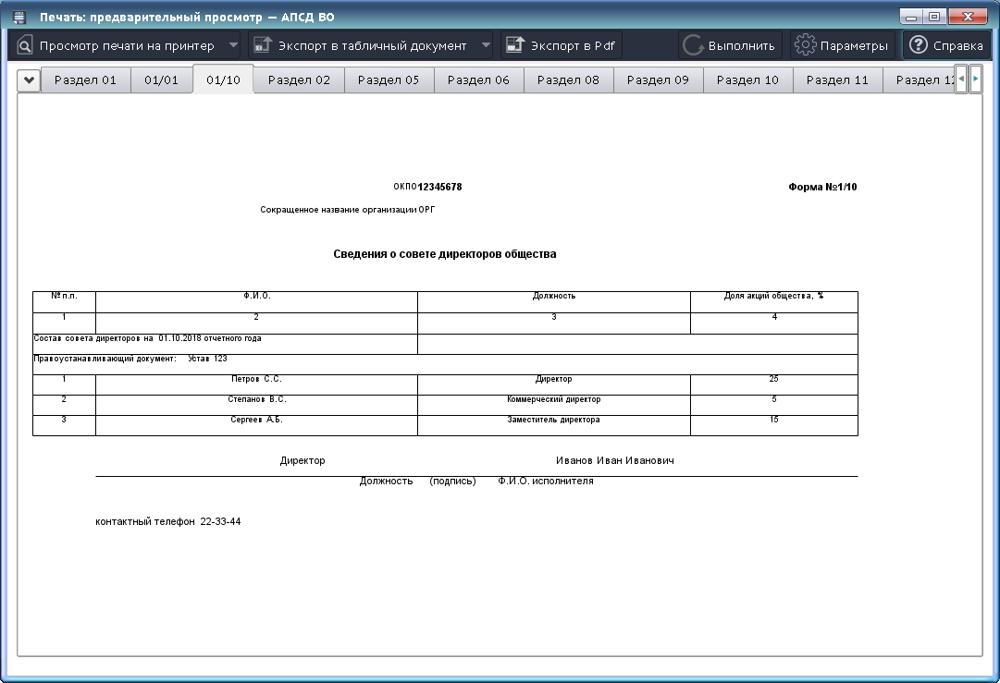 Печать: предварительный просмотр — АПСД ВО
Просмотр печати на принтер Экспорт в табличный документ Экспорт в Pdf Выполнить Параметры Справка
Раздел 01 01/01 01/10 Раздел 02 Раздел 05 Раздел 06 Раздел 08 Раздел 09 Раздел 10 Раздел 11 Раздел 12
ОКПО 12345678 Форма №1/10
Сокращенное название организации ОРГ
Сведения о совете директоров общества
№ п.п. Ф.И.О. Должность Доля акций общества, %
1 2 3 4
Состав совета директоров на 01.10.2018 отчетного года
Правоустанавливающий документ: Устав 123
1 Петров С.С. Директор 25
2 Степанов В.С. Коммерческий директор 5
3 Сергеев А.Б. Заместитель директора 15
Директор Иванов Иван Иванович
Должность (подпись) Ф.И.О. исполнителя
контактный телефон 22-33-44